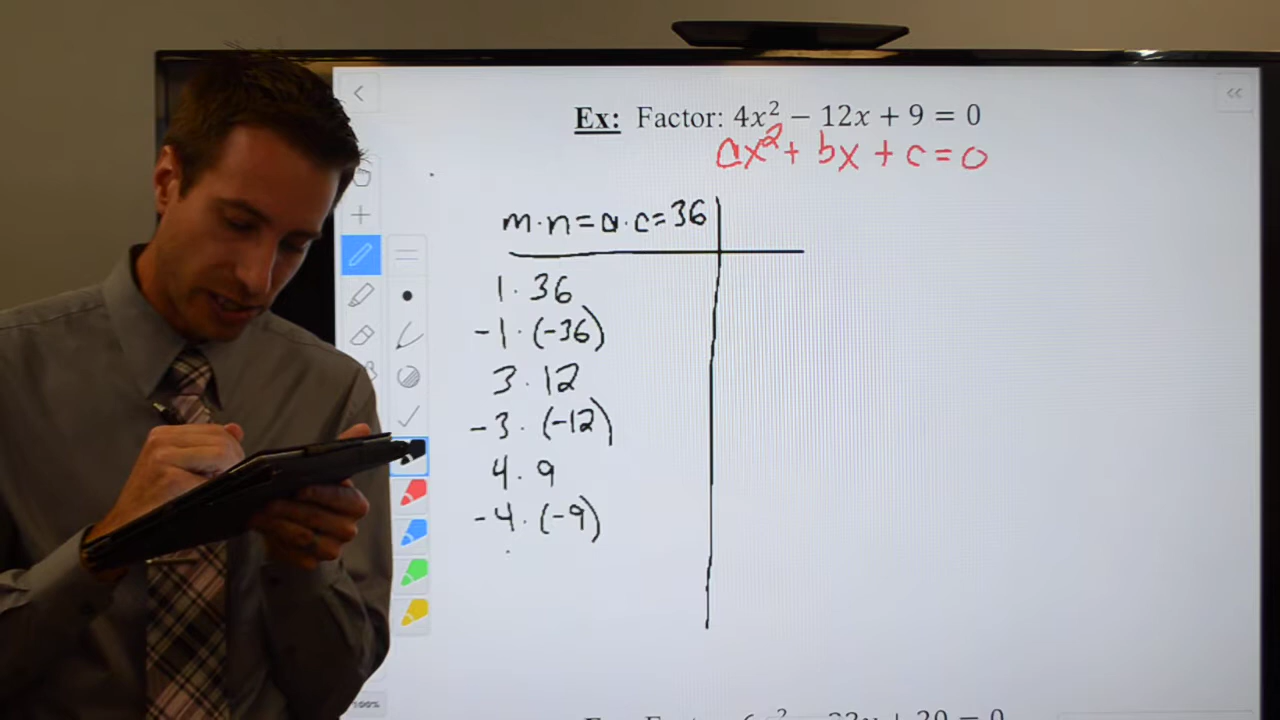 Ex: Factor: 4x² − 12x + 9 = 0
ax² + bx + c = 0
m·n = a·c = 36
1 · 36
-1 · (-36)
3 · 12
-3 · (-12)
4 · 9
-4 · (-9)
100%